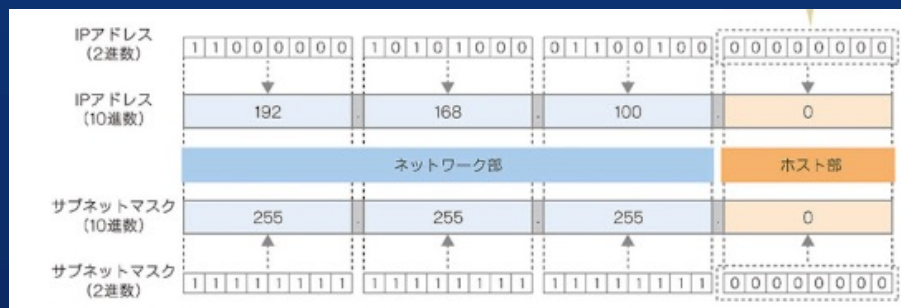 IPアドレス
(2進数)
1 1 0 0 0 0 0 0 1 0 1 0 1 0 0 0 0 1 1 0 0 1 0 0 0 0 0 0 0 0 0 0
IPアドレス
(10進数)
192 . 168 . 100 . 0
ネットワーク部 ホスト部
サブネットマスク
(10進数)
255 . 255 . 255 . 0
サブネットマスク
(2進数)
1 1 1 1 1 1 1 1 1 1 1 1 1 1 1 1 1 1 1 1 1 1 1 1 0 0 0 0 0 0 0 0